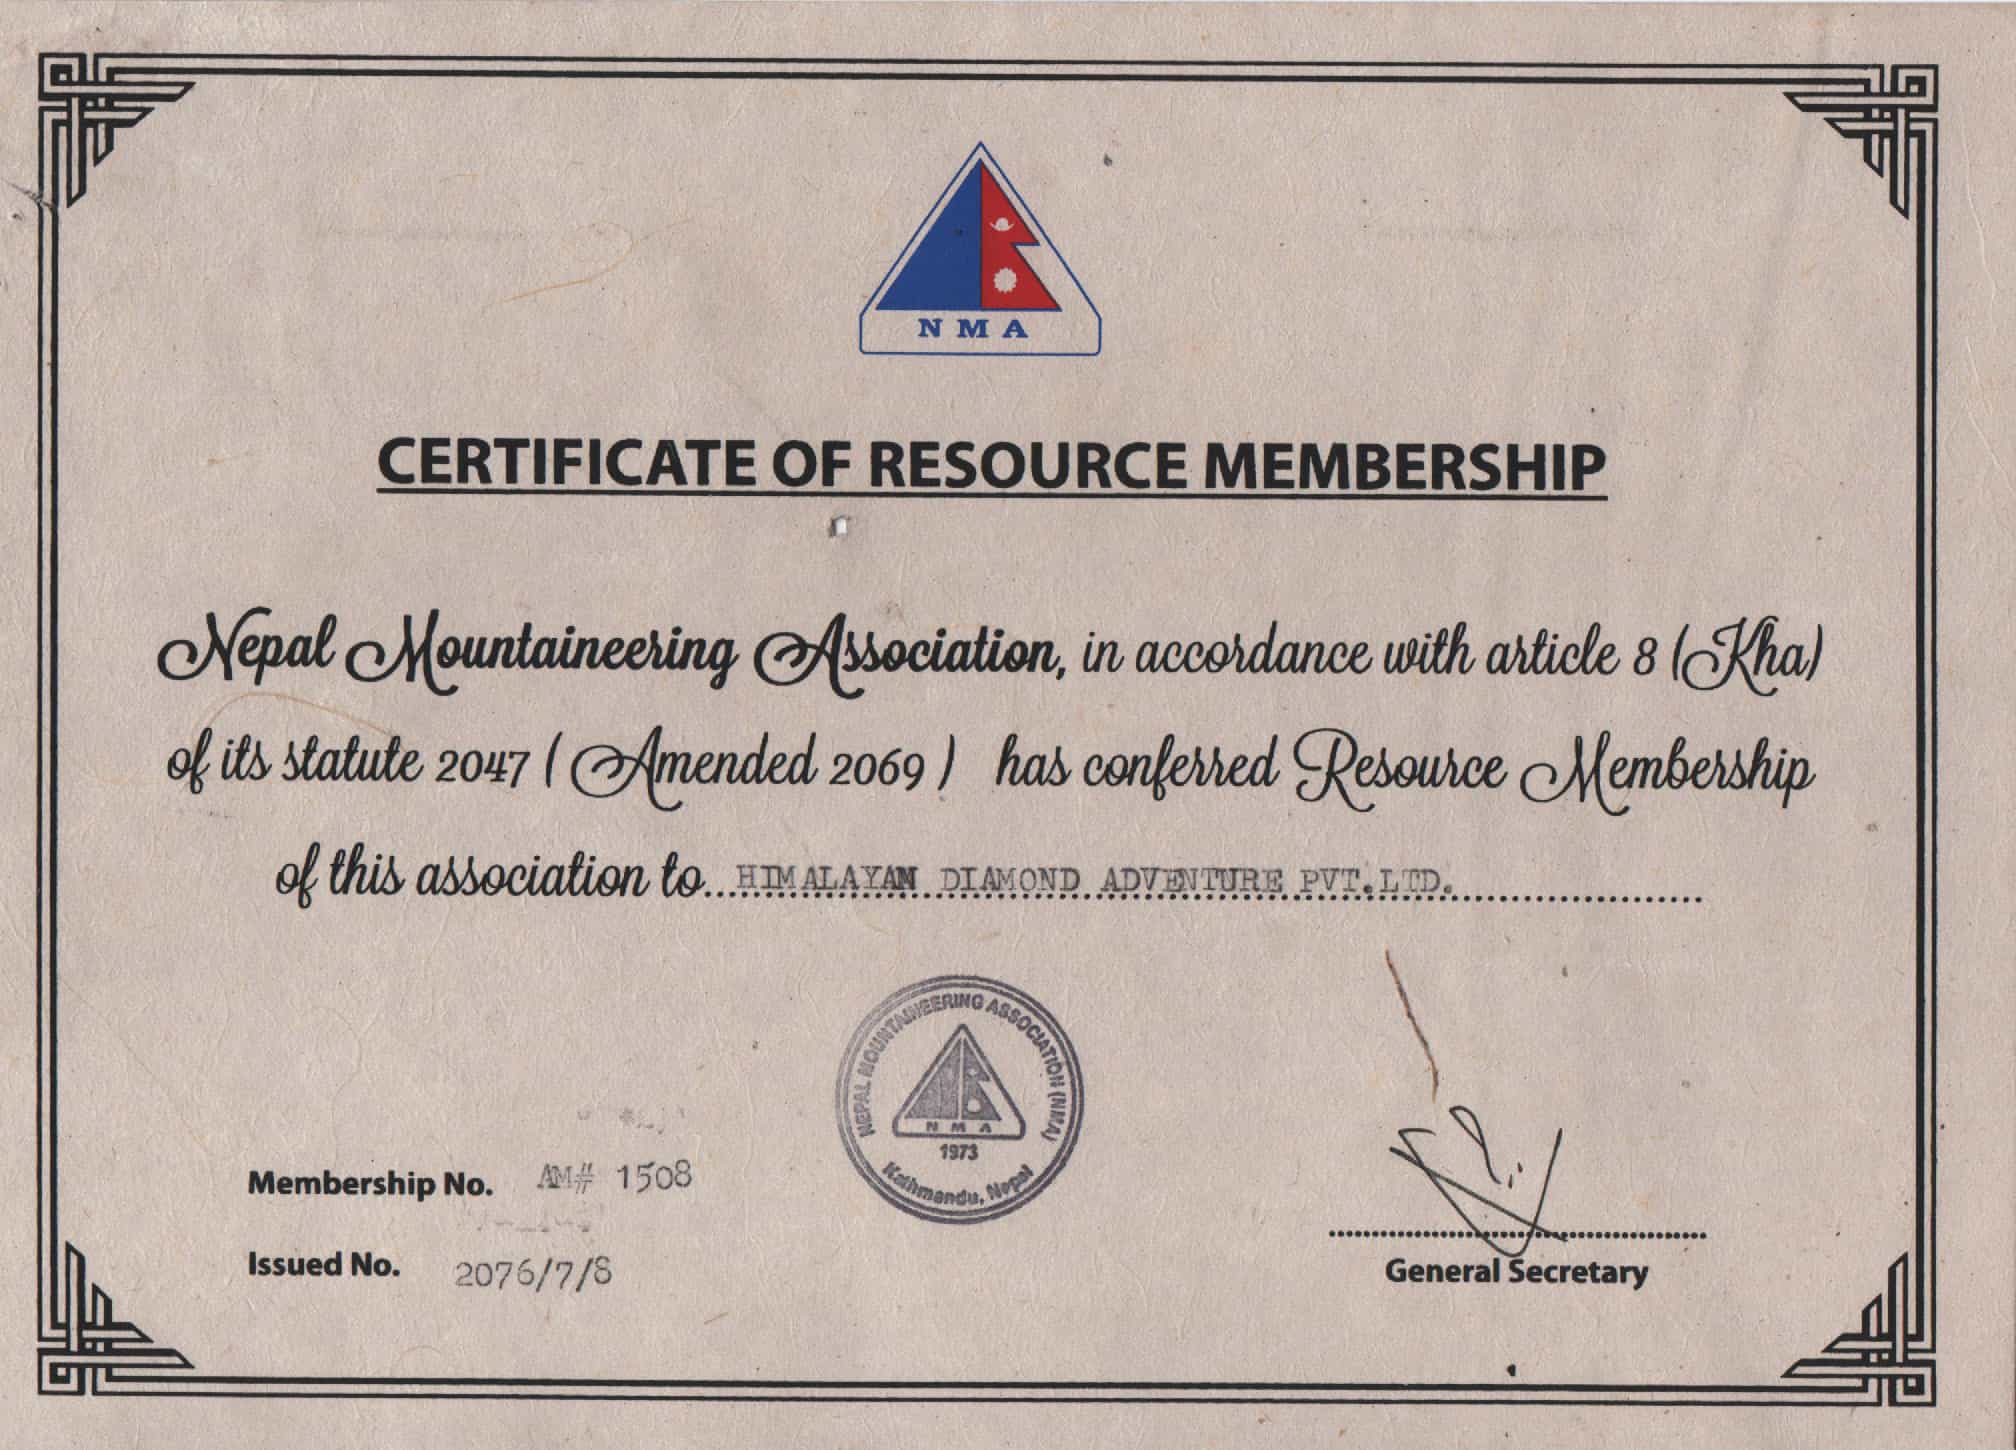 NMA
CERTIFICATE OF RESOURCE MEMBERSHIP
Nepal Mountaineering Association, in accordance with article 8 (Kha)
of its statute 2047 ( Amended 2069 ) has conferred Resource Membership
of this association to HIMALAYAN DIAMOND ADVENTURE PVT.LTD.
NEPAL MOUNTAINEERING ASSOCIATION (NMA)
NMA
1973
Kathmandu, Nepal
Membership No. AM# 1508
Issued No. 2076/7/8
General Secretary